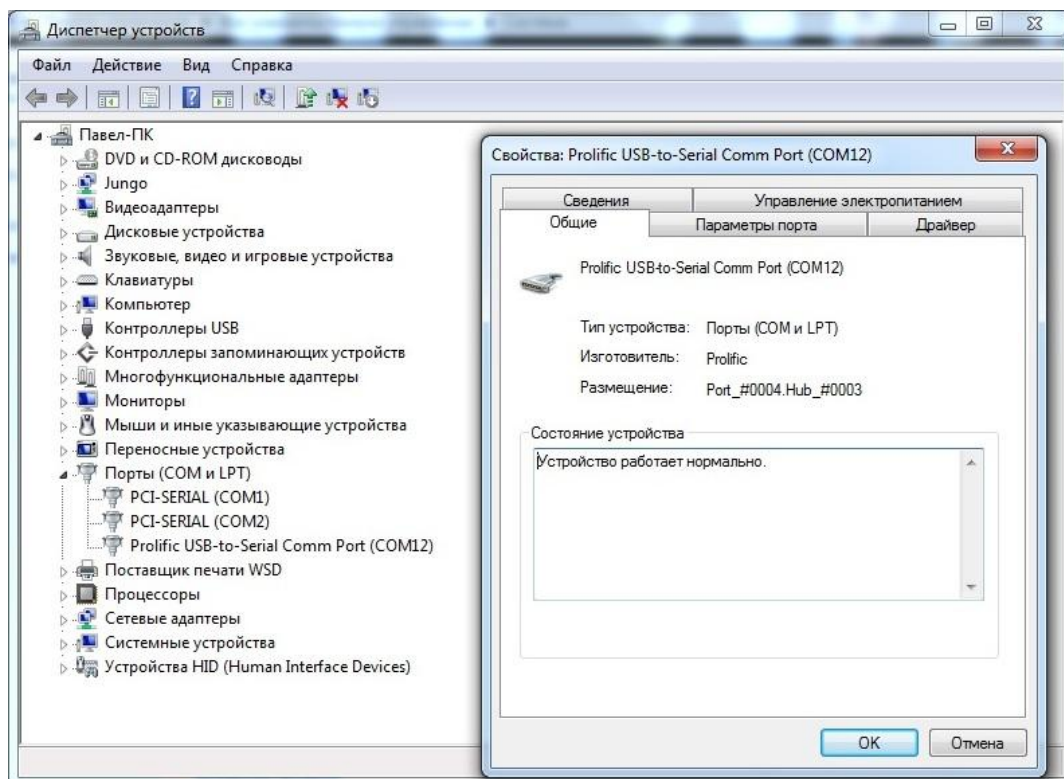 Диспетчер устройств
Файл Действие Вид Справка
Павел-ПК
DVD и CD-ROM дисководы
Jungo
Видеоадаптеры
Дисковые устройства
Звуковые, видео и игровые устройства
Клавиатуры
Компьютер
Контроллеры USB
Контроллеры запоминающих устройств
Многофункциональные адаптеры
Мониторы
Мыши и иные указывающие устройства
Переносные устройства
Порты (COM и LPT)
PCI-SERIAL (COM1)
PCI-SERIAL (COM2)
Prolific USB-to-Serial Comm Port (COM12)
Поставщик печати WSD
Процессоры
Сетевые адаптеры
Системные устройства
Устройства HID (Human Interface Devices)
Свойства: Prolific USB-to-Serial Comm Port (COM12)
Сведения Управление электропитанием
Общие Параметры порта Драйвер
Prolific USB-to-Serial Comm Port (COM12)
Тип устройства: Порты (COM и LPT)
Изготовитель: Prolific
Размещение: Port_#0004.Hub_#0003
Состояние устройства
Устройство работает нормально.
OK Отмена